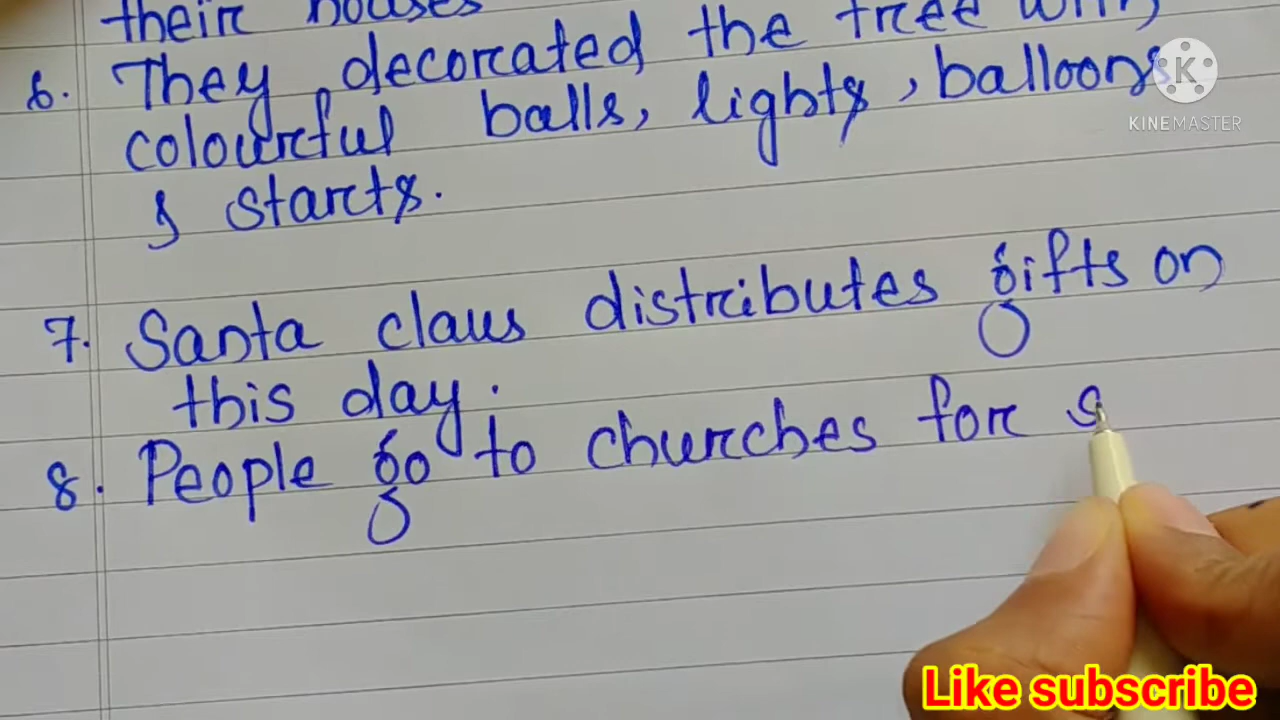 their houses
6. They decorated the tree with
colourful balls, lights, balloons
& starts.
7. Santa claus distributes gifts on
this day.
8. People go to churches for s
KINEMASTER
Like subscribe